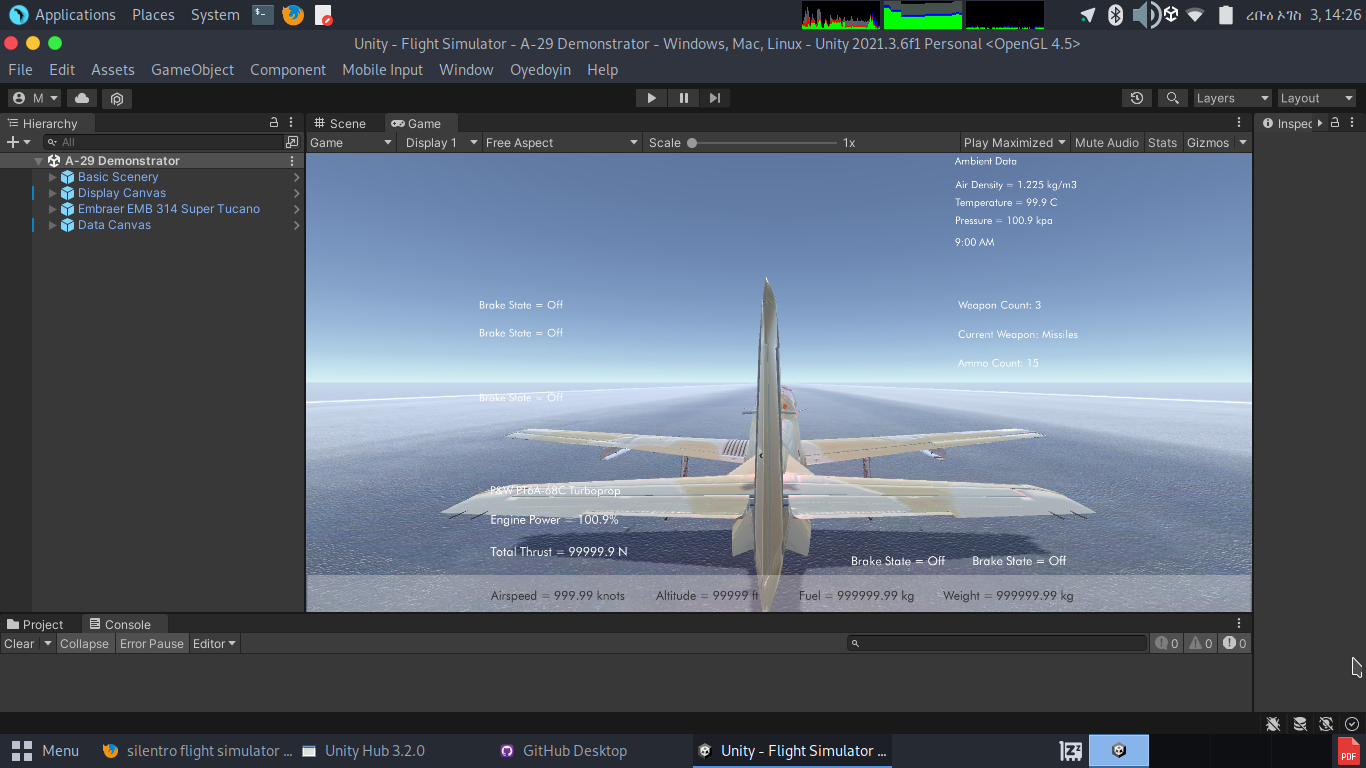 Applications Places System ረቡዕ ኦገስ 3, 14:26
Unity - Flight Simulator - A-29 Demonstrator - Windows, Mac, Linux - Unity 2021.3.6f1 Personal <OpenGL 4.5>
File Edit Assets GameObject Component Mobile Input Window Oyedoyin Help
M Layers Layout
Hierarchy
All
A-29 Demonstrator
Basic Scenery
Display Canvas
Embraer EMB 314 Super Tucano
Data Canvas
Scene Game
Game Display 1 Free Aspect Scale 1x Play Maximized Mute Audio Stats Gizmos
Inspec
Ambient Data
Air Density = 1.225 kg/m3
Temperature = 99.9 C
Pressure = 100.9 kpa
9:00 AM
Brake State = Off
Weapon Count: 3
Brake State = Off
Current Weapon: Missiles
Ammo Count: 15
Brake State = Off
P&W PT6A-68C Turboprop
Engine Power = 100.9%
Total Thrust = 99999.9 N
Brake State = Off Brake State = Off
Airspeed = 999.99 knots Altitude = 99999 ft Fuel = 999999.99 kg Weight = 999999.99 kg
Project Console
Clear Collapse Error Pause Editor 0 0 0
Menu silentro flight simulator ... Unity Hub 3.2.0 GitHub Desktop Unity - Flight Simulator ... PDF